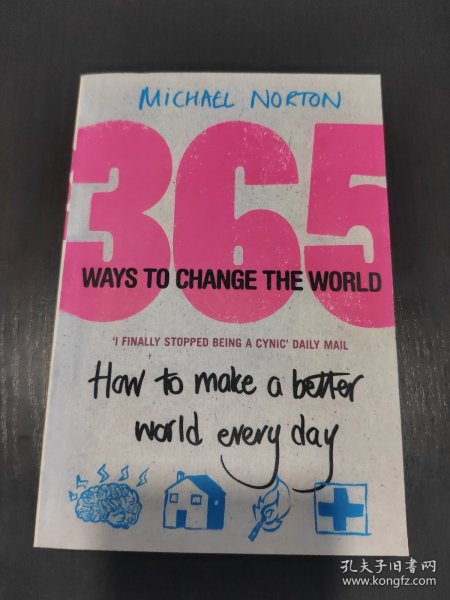 MICHAEL NORTON
365
WAYS TO CHANGE THE WORLD
'I FINALLY STOPPED BEING A CYNIC' DAILY MAIL
How to make a better
world every day
孔夫子旧书网
www.kongfz.com